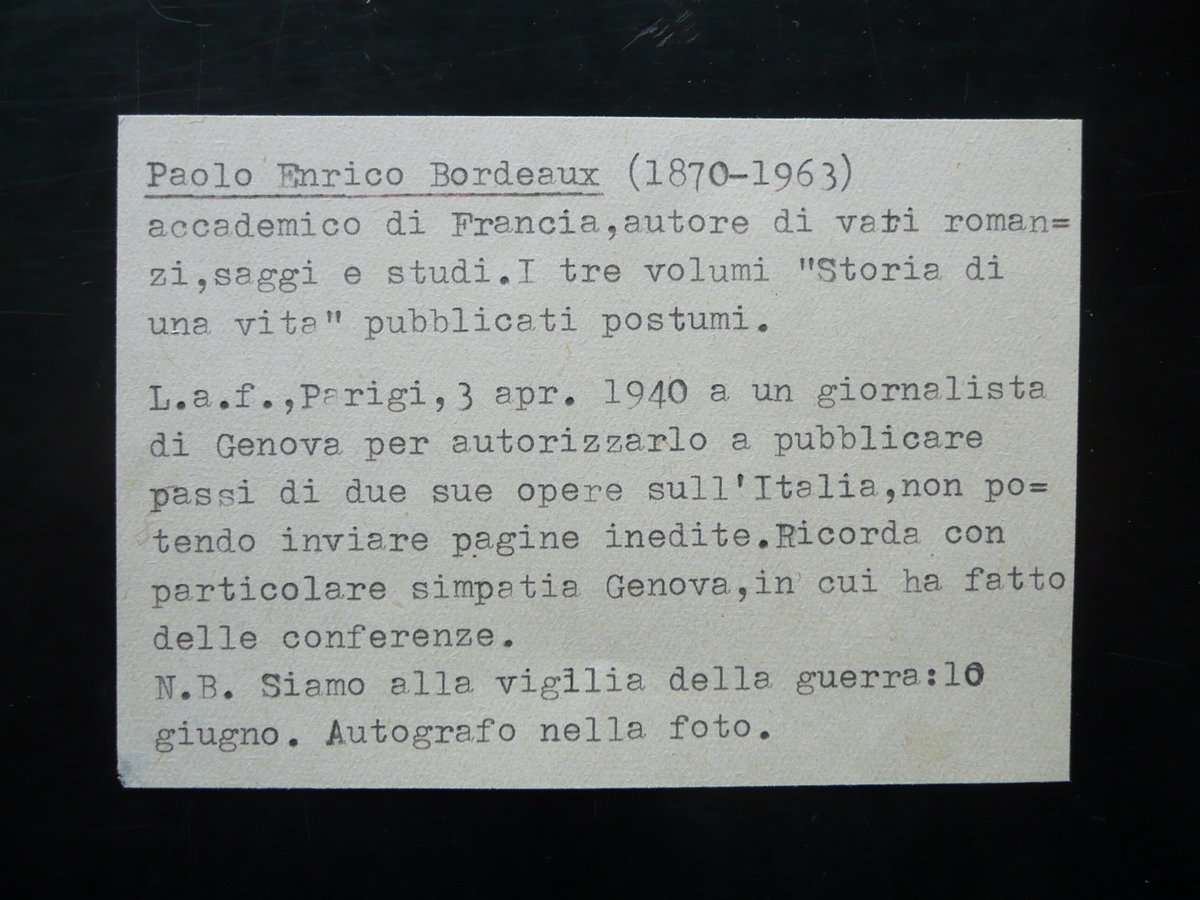 Paolo Enrico Bordeaux (1870-1963)
accademico di Francia,autore di vari roman=
zi,saggi e studi.I tre volumi "Storia di
una vita" pubblicati postumi.
L.a.f.,Parigi,3 apr. 1940 a un giornalista
di Genova per autorizzarlo a pubblicare
passi di due sue opere sull'Italia,non po=
tendo inviare pagine inedite.Ricorda con
particolare simpatia Genova,in cui ha fatto
delle conferenze.
N.B. Siamo alla vigilia della guerra:10
giugno. Autografo nella foto.